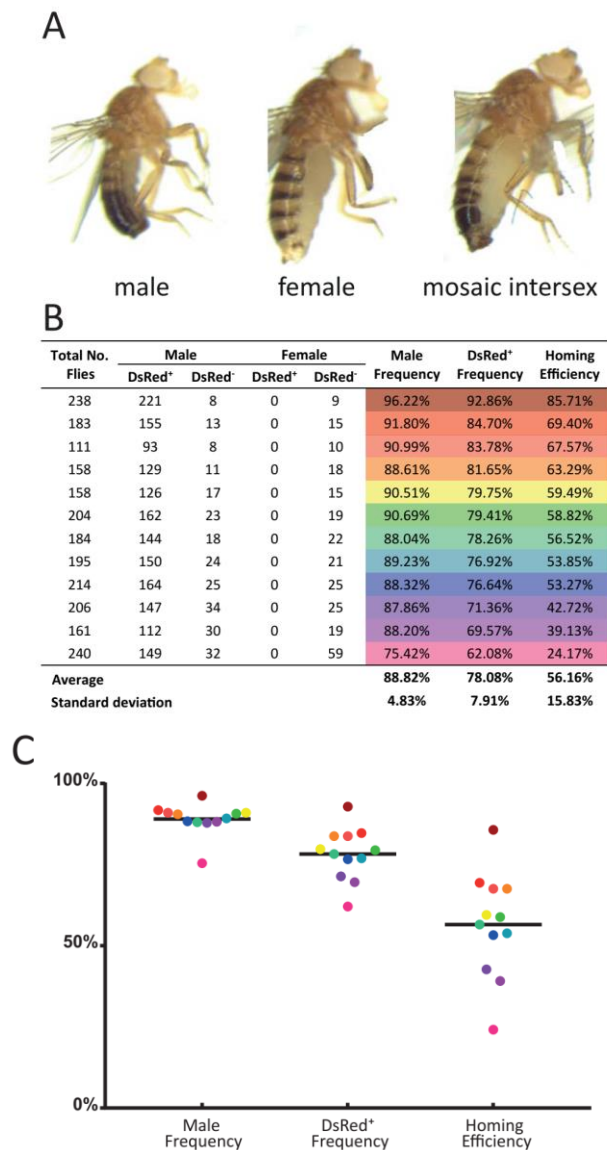 A
male female mosaic intersex
B
Total No. Flies Male Female Male Frequency DsRed⁺ Frequency Homing Efficiency
DsRed⁺ DsRed⁻ DsRed⁺ DsRed⁻
238 221 8 0 9 96.22% 92.86% 85.71%
183 155 13 0 15 91.80% 84.70% 69.40%
111 93 8 0 10 90.99% 83.78% 67.57%
158 129 11 0 18 88.61% 81.65% 63.29%
158 126 17 0 15 90.51% 79.75% 59.49%
204 162 23 0 19 90.69% 79.41% 58.82%
184 144 18 0 22 88.04% 78.26% 56.52%
195 150 24 0 21 89.23% 76.92% 53.85%
214 164 25 0 25 88.32% 76.64% 53.27%
206 147 34 0 25 87.86% 71.36% 42.72%
161 112 30 0 19 88.20% 69.57% 39.13%
240 149 32 0 59 75.42% 62.08% 24.17%
Average 88.82% 78.08% 56.16%
Standard deviation 4.83% 7.91% 15.83%
C
100%
50%
0%
Male DsRed⁺ Homing
Frequency Frequency Efficiency